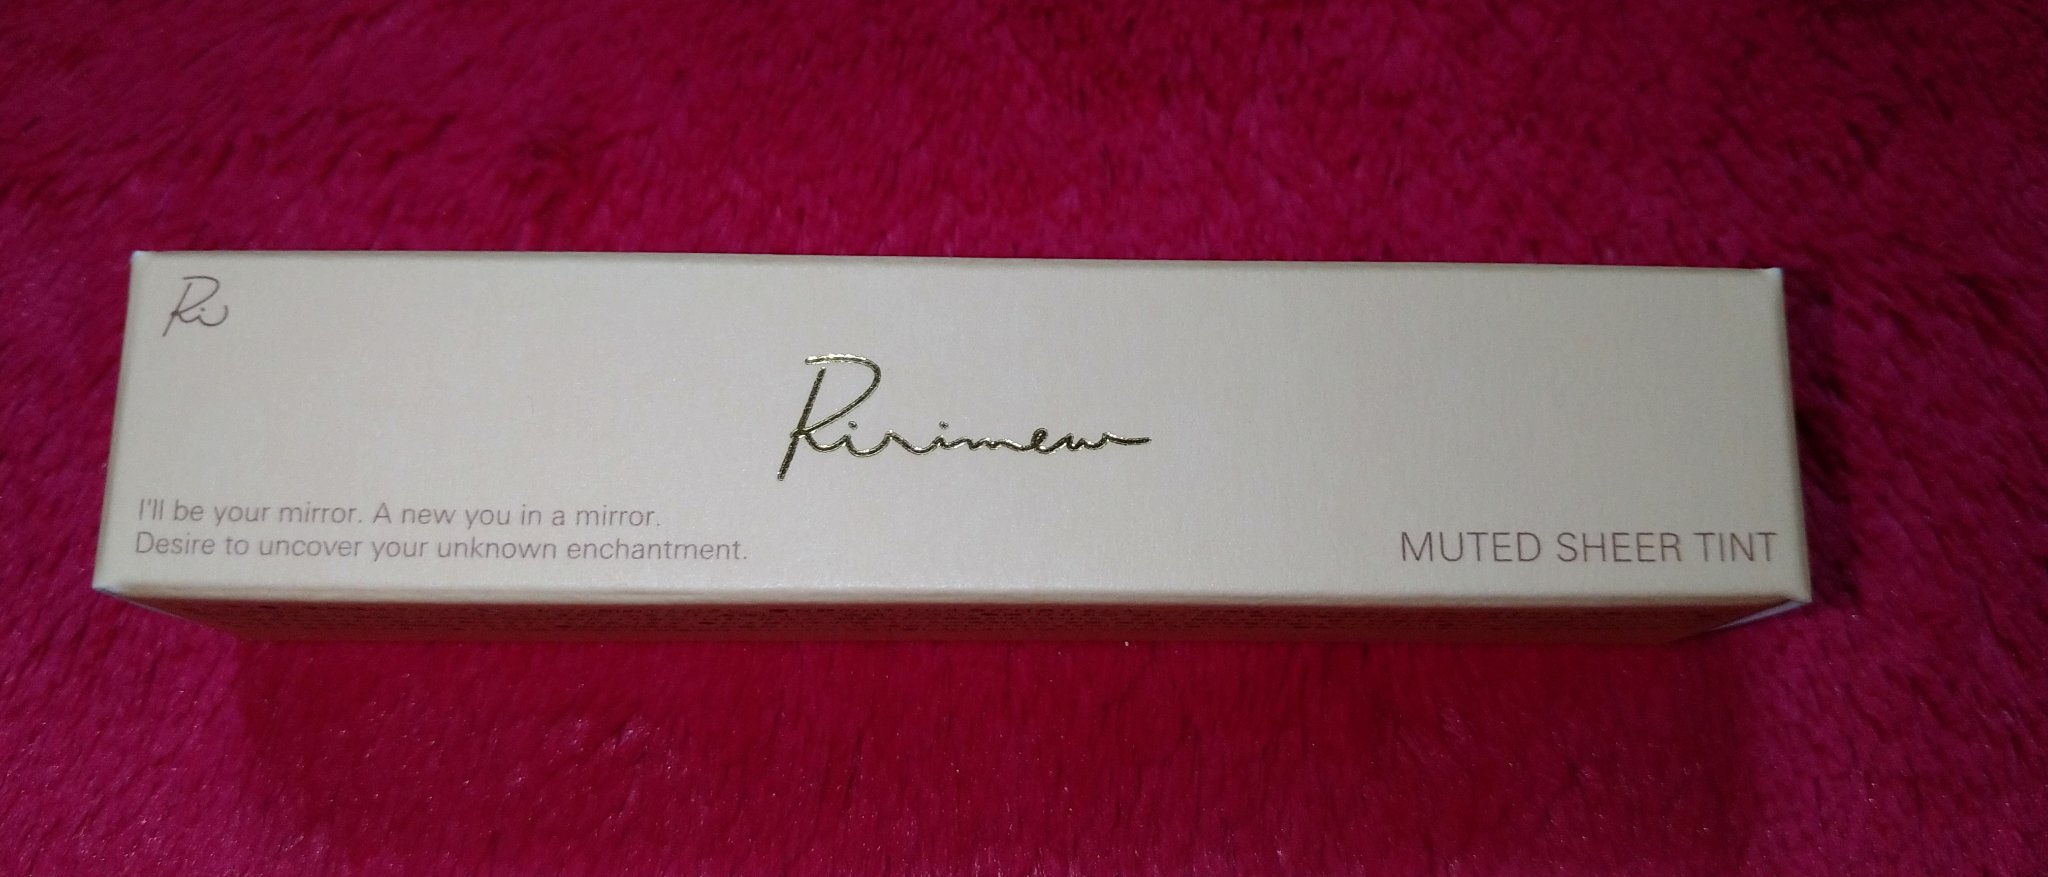 Ri
Ririmew
I'll be your mirror. A new you in a mirror.
Desire to uncover your unknown enchantment.
MUTED SHEER TINT